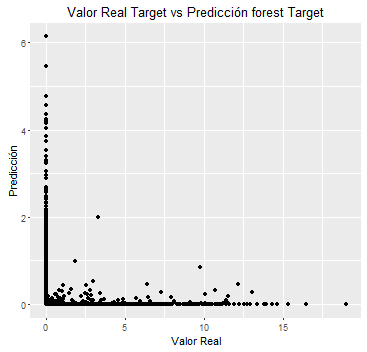 Valor Real Target vs Predicción forest Target
6
4
2
0
Predicción
0 5 10 15
Valor Real